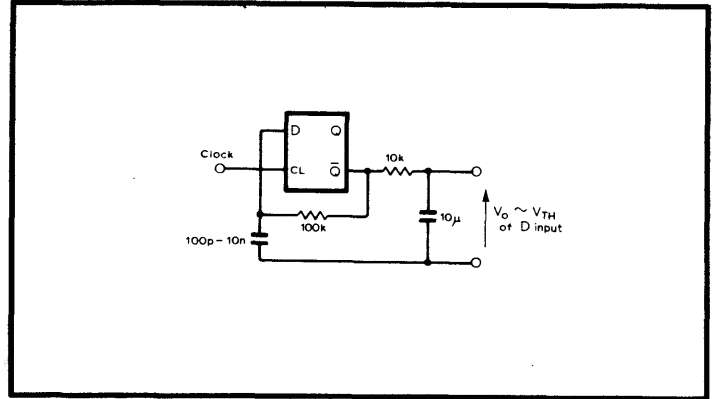 D Q
Clock
CL Q̅
10k
100k
10μ
100p-10n
V₀ ~ V_TH
of D input